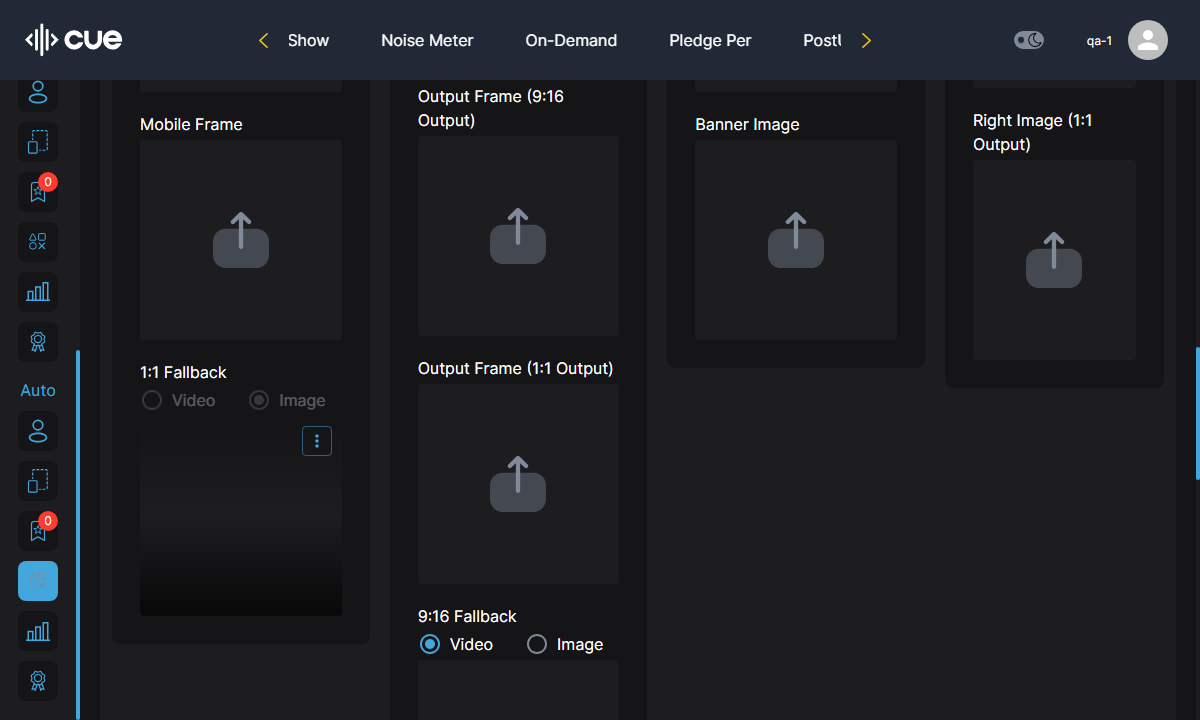 cue
Show
Noise Meter
On-Demand
Pledge Per
qa-1
0
Auto
0
Mobile Frame
1:1 Fallback
Video
Image
Output Frame (9:16
Output)
Output Frame (1:1 Output)
9:16 Fallback
Video
Image
Banner Image
Right Image (1:1
Output)